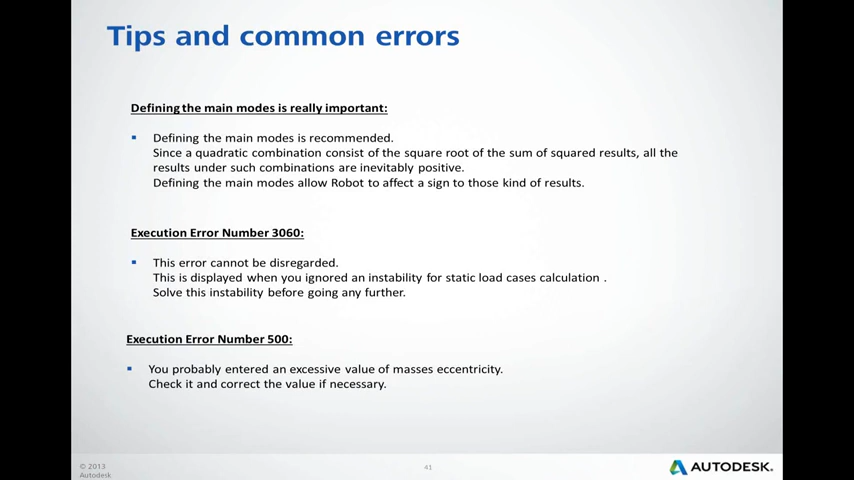 Tips and common errors
Defining the main modes is really important:
Defining the main modes is recommended.
Since a quadratic combination consist of the square root of the sum of squared results, all the
results under such combinations are inevitably positive.
Defining the main modes allow Robot to affect a sign to those kind of results.
Execution Error Number 3060:
This error cannot be disregarded.
This is displayed when you ignored an instability for static load cases calculation .
Solve this instability before going any further.
Execution Error Number 500:
You probably entered an excessive value of masses eccentricity.
Check it and correct the value if necessary.
© 2013
Autodesk
41
AUTODESK.